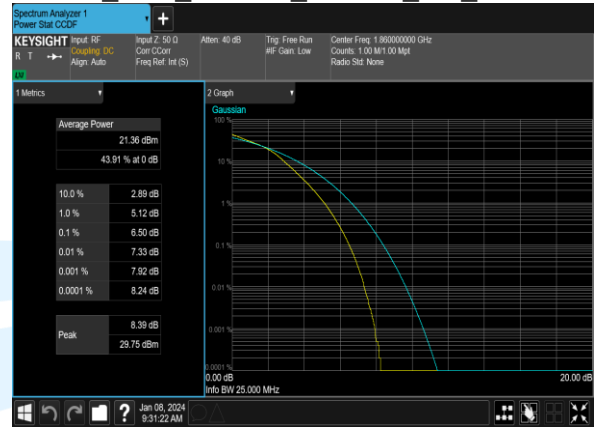 Spectrum Analyzer 1
Power Stat CCDF
+
KEYSIGHT
R T
LV
Input: RF
Coupling: DC
Align: Auto
Input Z: 50 Ω
Corr CCorr
Freq Ref: Int (S)
Atten: 40 dB
Trig: Free Run
#IF Gain: Low
Center Freq: 1.860000000 GHz
Counts: 1.00 M/1.00 Mpt
Radio Std: None
1 Metrics
Average Power
21.36 dBm
43.91 % at 0 dB
10.0 % 2.89 dB
1.0 % 5.12 dB
0.1 % 6.50 dB
0.01 % 7.33 dB
0.001 % 7.92 dB
0.0001 % 8.24 dB
Peak
8.39 dB
29.75 dBm
2 Graph
Gaussian
100 %
10 %
1 %
0.1 %
0.01 %
0.001 %
0.0001 %
0.00 dB 20.00 dB
Info BW 25.000 MHz
?
Jan 08, 2024
9:31:22 AM